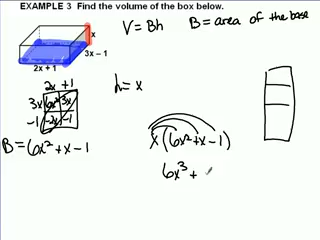 EXAMPLE 3 Find the volume of the box below.
V = Bh B = area of the base
x
3x − 1
2x + 1
h = x
2x + 1
3x 6x² 3x
−1 −2x −1
B = 6x² + x − 1
x(6x² + x − 1)
6x³ +